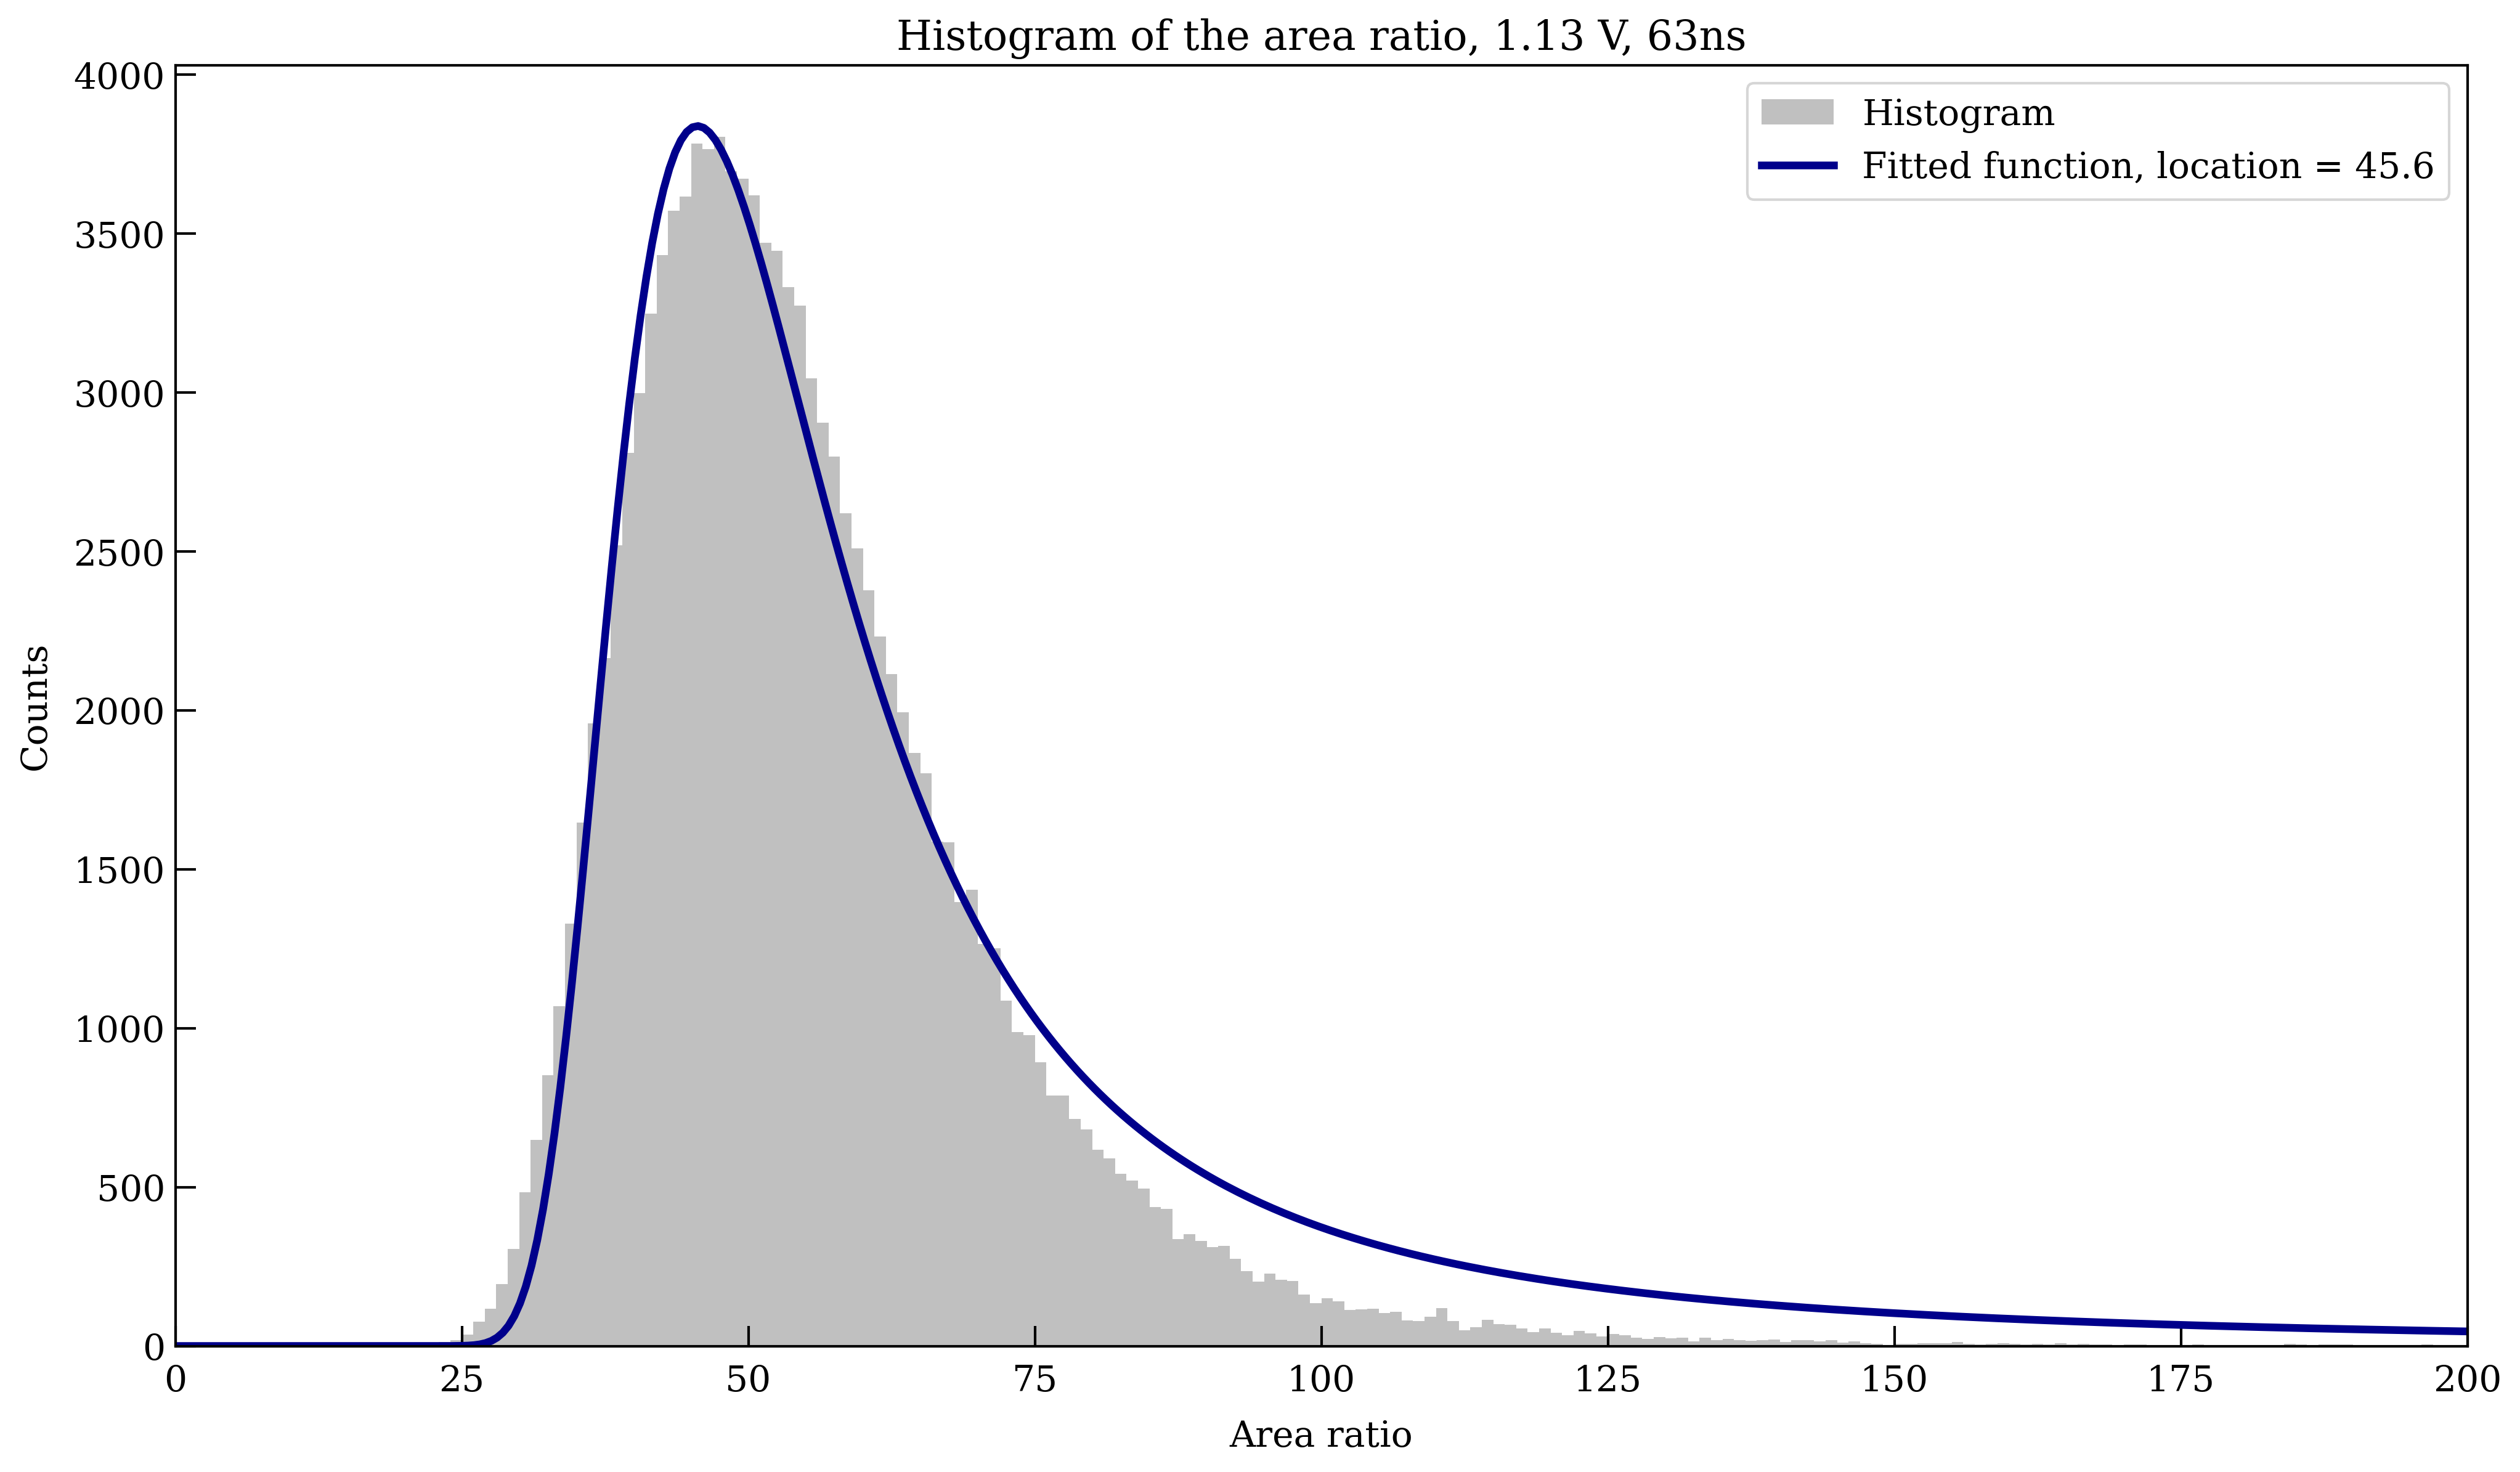 Histogram of the area ratio, 1.13 V, 63ns
4000
3500
3000
2500
2000
1500
1000
500
0
Counts
Histogram
Fitted function, location = 45.6
0 25 50 75 100 125 150 175 200
Area ratio